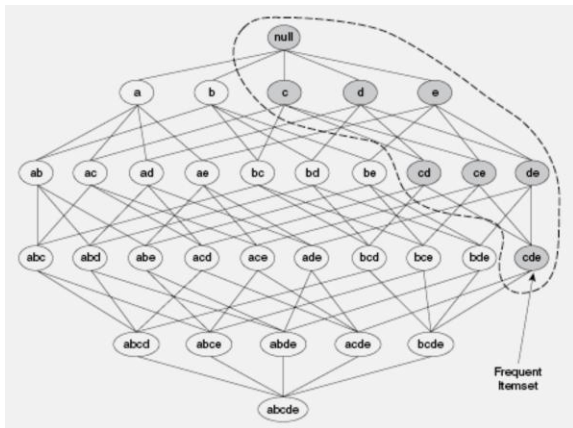 null
a b c d e
ab ac ad ae bc bd be cd ce de
abc abd abe acd ace ade bcd bce bde cde
abcd abce abde acde bcde
Frequent
Itemset
abcde